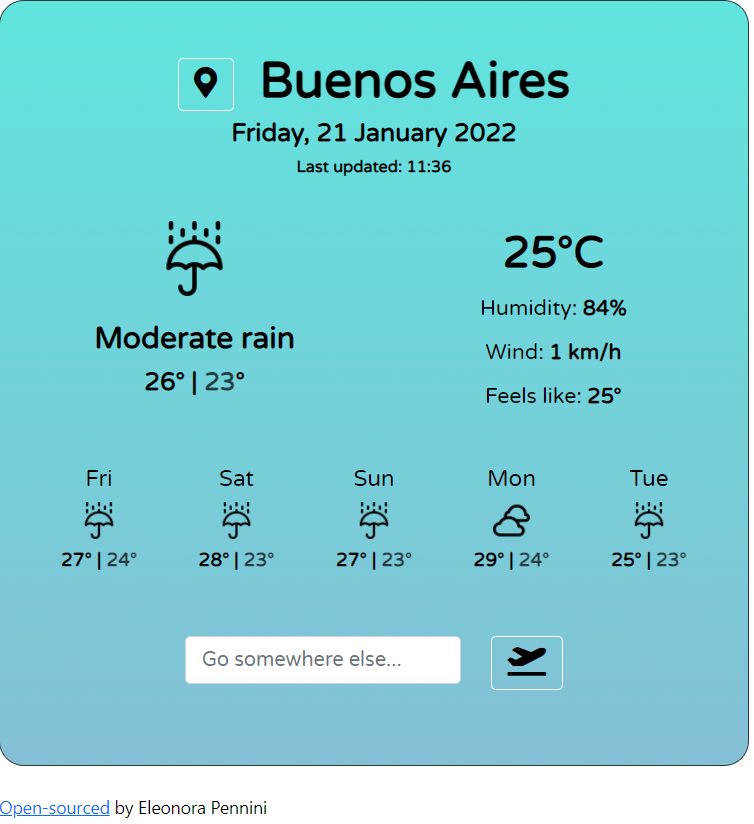 Buenos Aires
Friday, 21 January 2022
Last updated: 11:36
25°C
Humidity: 84%
Moderate rain
Wind: 1 km/h
26° | 23°
Feels like: 25°
Fri Sat Sun Mon Tue
27° | 24° 28° | 23° 27° | 23° 29° | 24° 25° | 23°
Go somewhere else...
Open-sourced by Eleonora Pennini